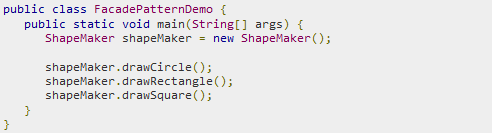 public class FacadePatternDemo {
   public static void main(String[] args) {
      ShapeMaker shapeMaker = new ShapeMaker();

      shapeMaker.drawCircle();
      shapeMaker.drawRectangle();
      shapeMaker.drawSquare();
   }
}